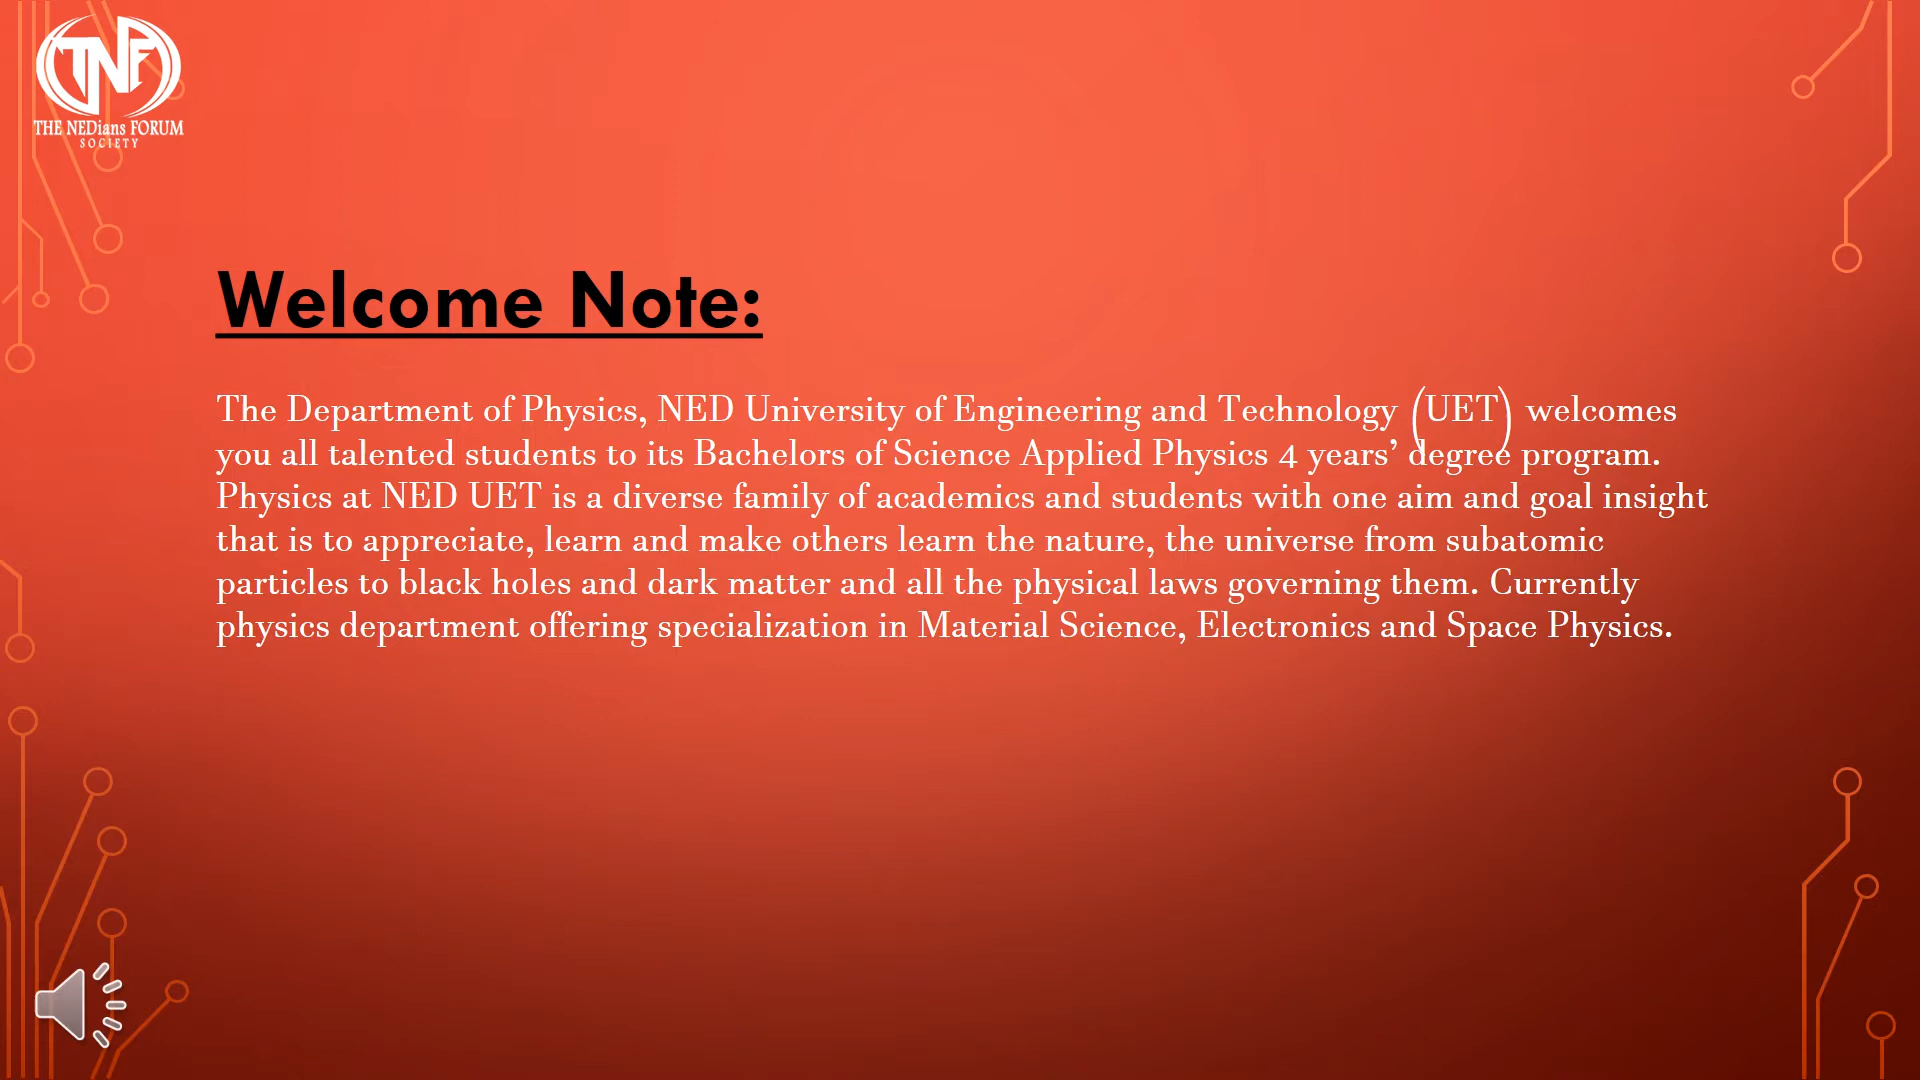 TNF
THE NEDians FORUM
SOCIETY
Welcome Note:
The Department of Physics, NED University of Engineering and Technology (UET) welcomes
you all talented students to its Bachelors of Science Applied Physics 4 years’ degree program.
Physics at NED UET is a diverse family of academics and students with one aim and goal insight
that is to appreciate, learn and make others learn the nature, the universe from subatomic
particles to black holes and dark matter and all the physical laws governing them. Currently
physics department offering specialization in Material Science, Electronics and Space Physics.